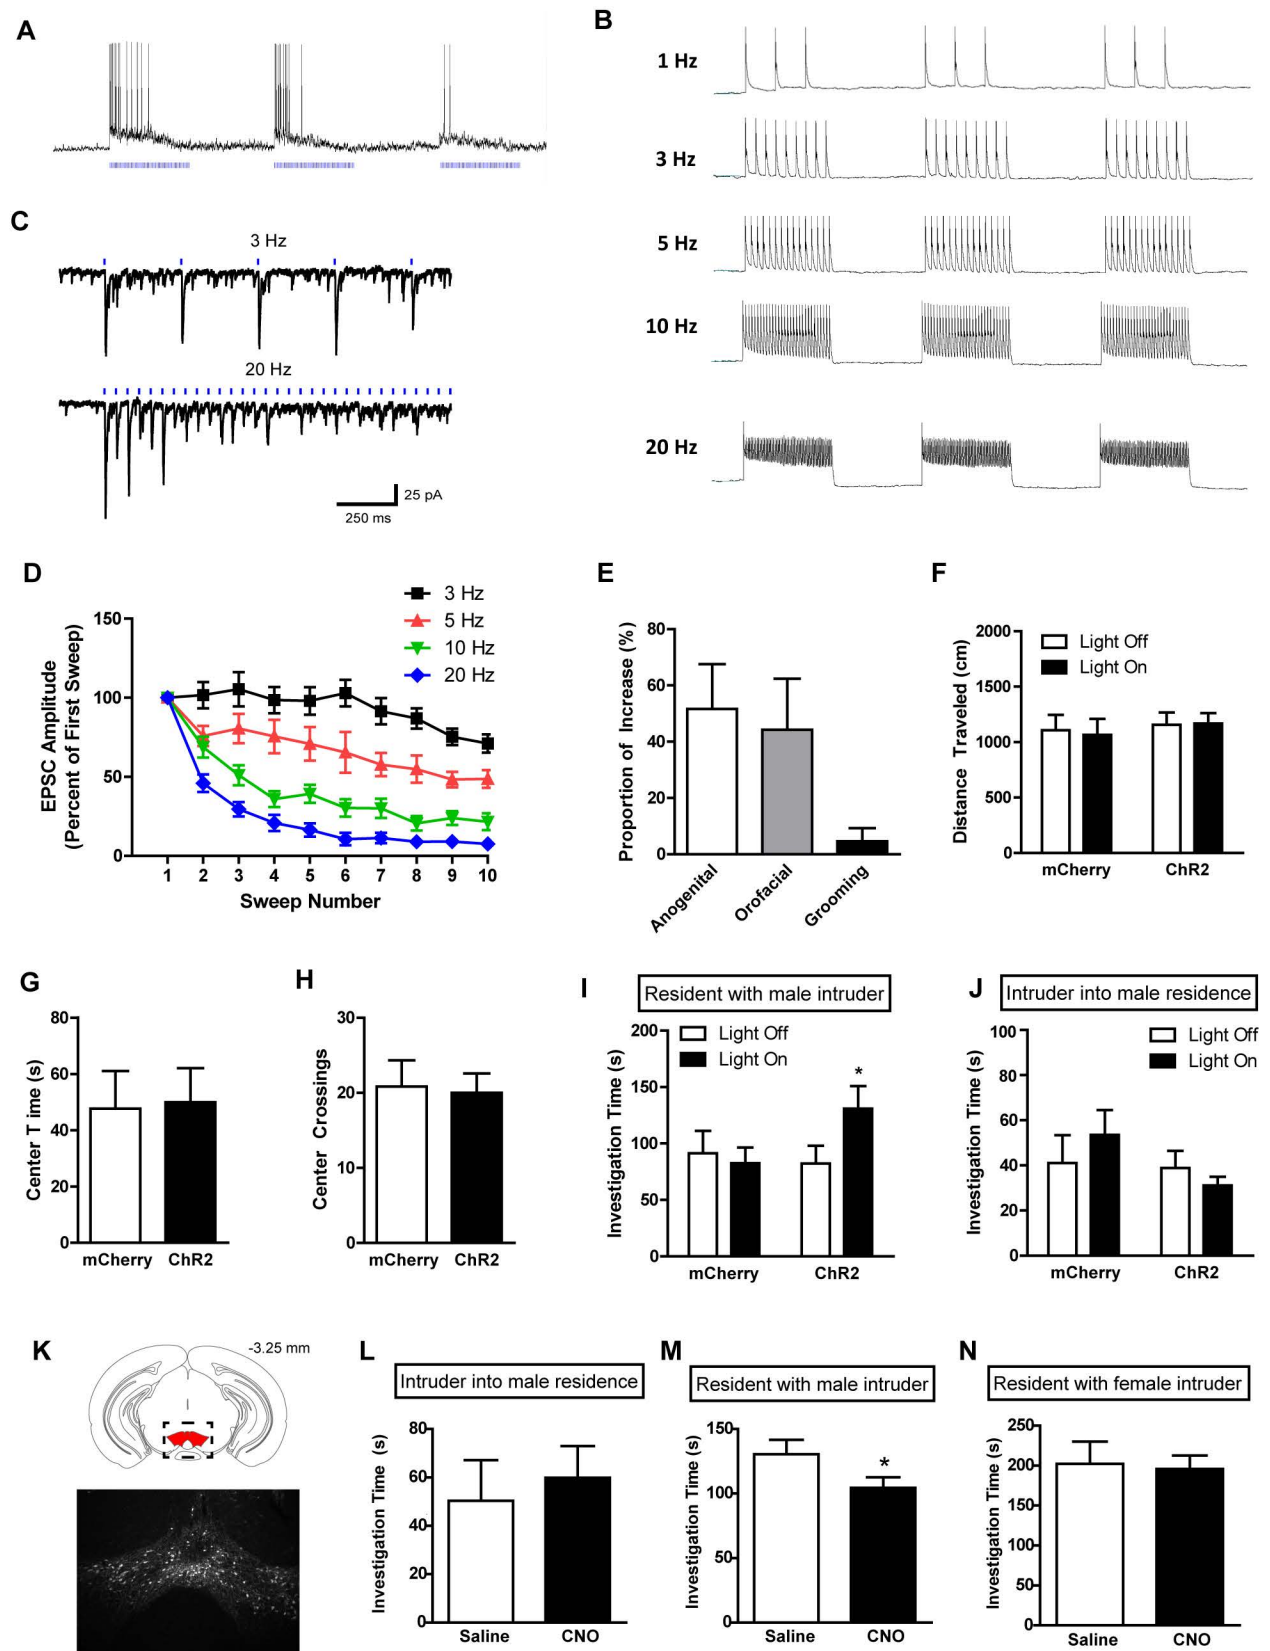 A
B
1 Hz
3 Hz
5 Hz
10 Hz
20 Hz
C
3 Hz
20 Hz
25 pA
250 ms
D
3 Hz
5 Hz
10 Hz
20 Hz
EPSC Amplitude
(Percent of First Sweep)
150
100
50
0
1 2 3 4 5 6 7 8 9 10
Sweep Number
E
Proportion of Increase (%)
80
60
40
20
0
Anogenital
Orofacial
Grooming
F
Light Off
Light On
Distance Traveled (cm)
2000
1500
1000
500
0
mCherry ChR2
G
Center Time (s)
80
60
40
20
0
mCherry ChR2
H
Center Crossings
30
20
10
0
mCherry ChR2
I
Resident with male intruder
Light Off
Light On
Investigation Time (s)
200
150
100
50
0
*
mCherry ChR2
J
Intruder into male residence
Light Off
Light On
Investigation Time (s)
100
80
60
40
20
0
mCherry ChR2
K
-3.25 mm
L
Intruder into male residence
Investigation Time (s)
80
60
40
20
0
Saline CNO
M
Resident with male intruder
Investigation Time (s)
150
100
50
0
*
Saline CNO
N
Resident with female intruder
Investigation Time (s)
250
200
150
100
50
0
Saline CNO